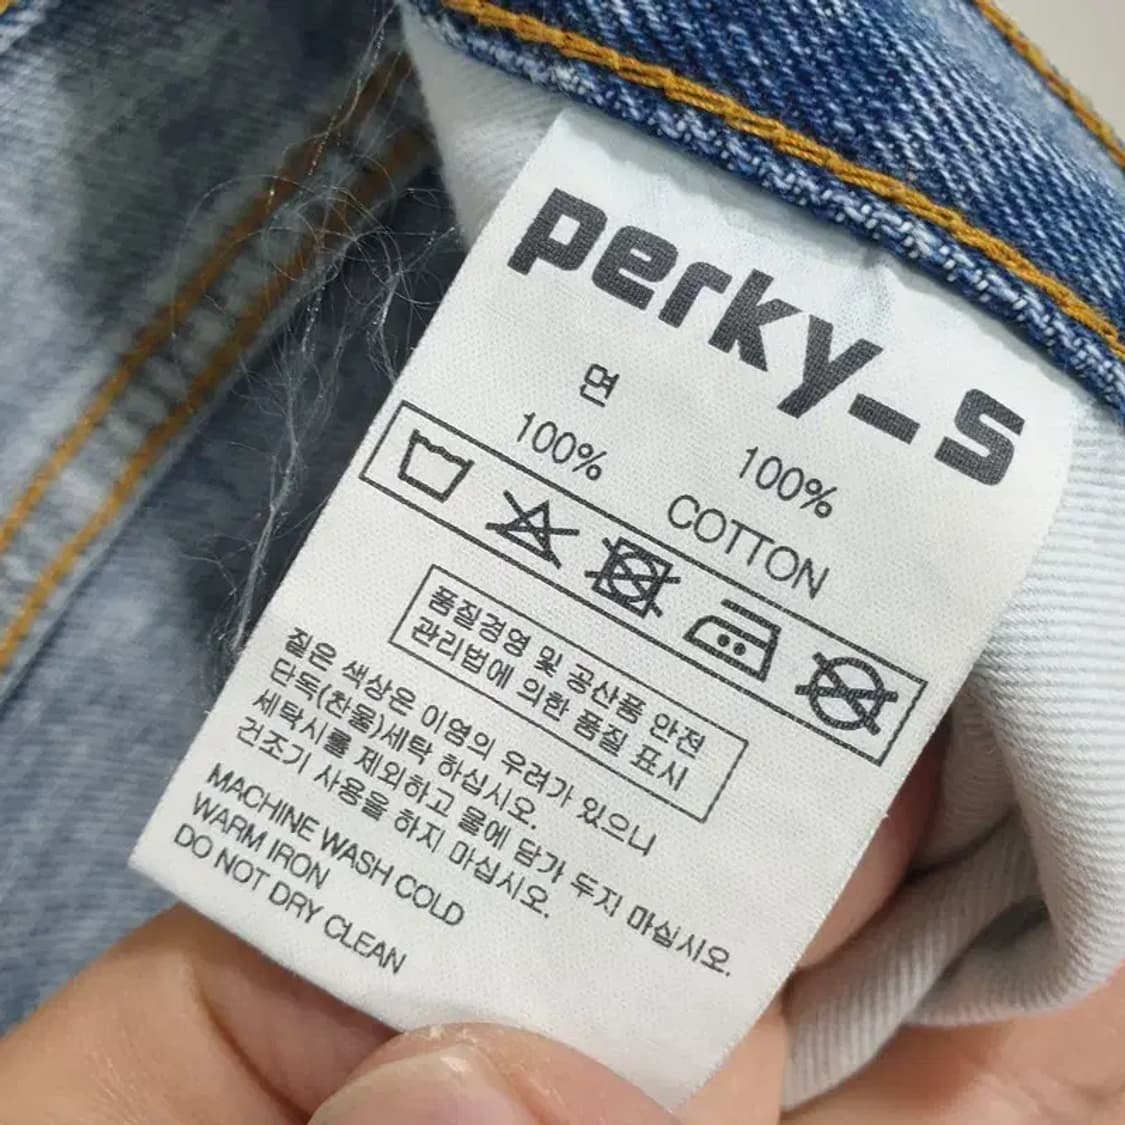 perky_s
면
100%
100%
COTTON
품질경영 및 공산품 안전
관리법에 의한 품질 표시
짙은 색상은 이염의 우려가 있으니
단독(찬물)세탁 하십시오.
세탁시를 제외하고 물에 담가 두지 마십시오.
건조기 사용을 하지 마십시오.
MACHINE WASH COLD
WARM IRON
DO NOT DRY CLEAN